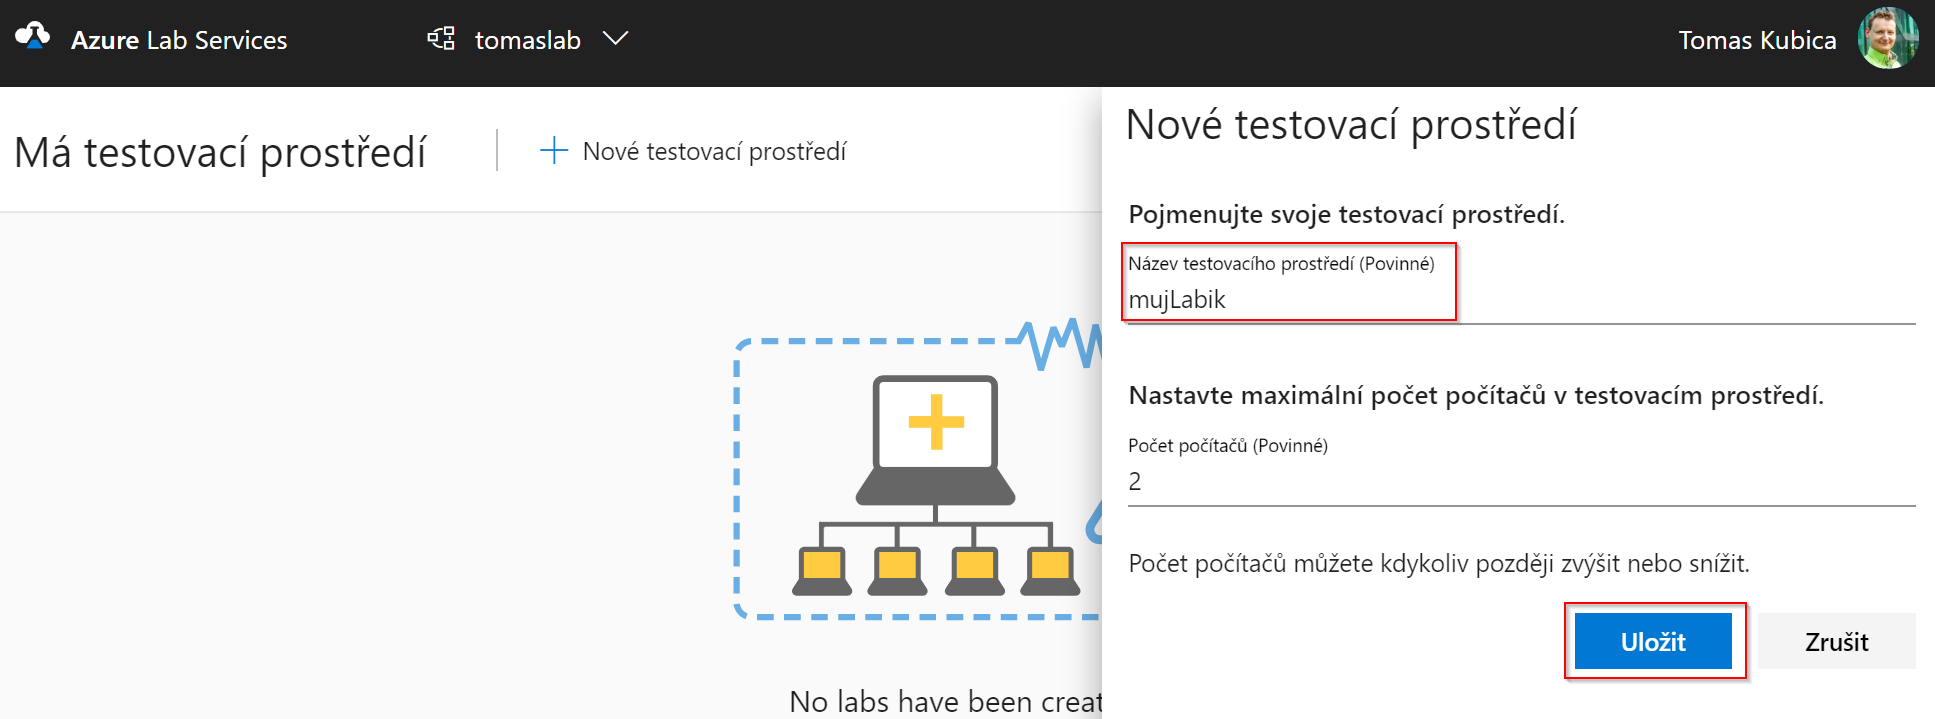 Azure Lab Services
tomaslab
Tomas Kubica
Má testovací prostředí
Nové testovací prostředí
No labs have been creat
Nové testovací prostředí
Pojmenujte svoje testovací prostředí.
Název testovacího prostředí (Povinné)
mujLabik
Nastavte maximální počet počítačů v testovacím prostředí.
Počet počítačů (Povinné)
2
Počet počítačů můžete kdykoliv později zvýšit nebo snížit.
Uložit
Zrušit